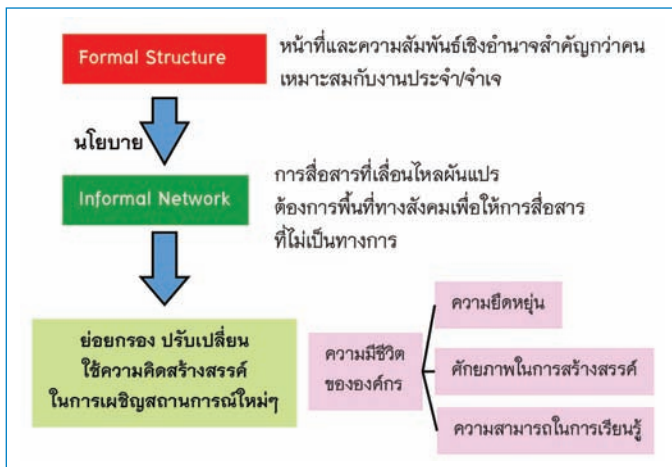 Formal Structure
หน้าที่และความสัมพันธ์เชิงอำนาจสำคัญกว่าคน
เหมาะสมกับงานประจำ/จำเจ
นโยบาย
Informal Network
การสื่อสารที่เลื่อนไหลผันแปร
ต้องการพื้นที่ทางสังคมเพื่อให้การสื่อสาร
ที่ไม่เป็นทางการ
ย่อยกรอง ปรับเปลี่ยน
ใช้ความคิดสร้างสรรค์
ในการเผชิญสถานการณ์ใหม่ๆ
ความมีชีวิต
ขององค์กร
ความยืดหยุ่น
ศักยภาพในการสร้างสรรค์
ความสามารถในการเรียนรู้